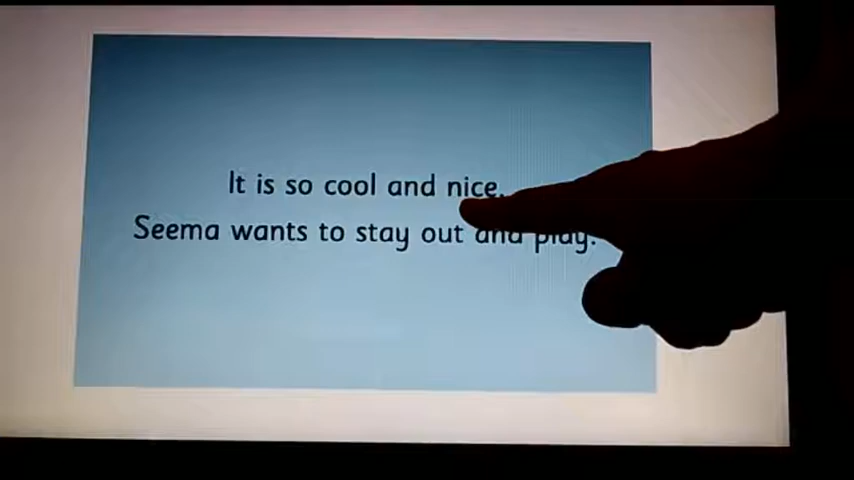 It is so cool and nice.
Seema wants to stay out and play.